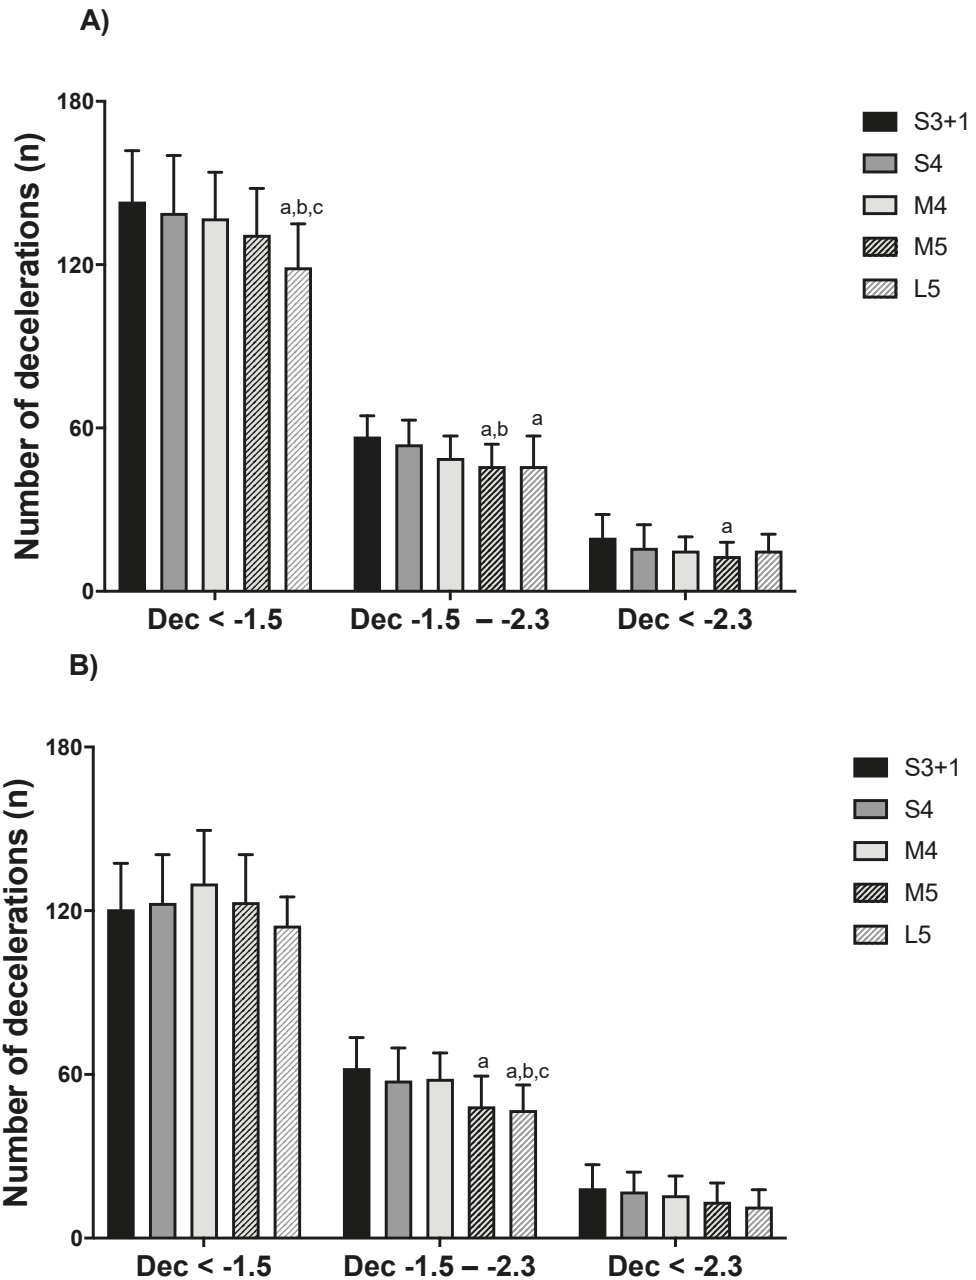 A)
Number of decelerations (n)
180
120
60
0
a,b,c
a,b
a
a
Dec < -1.5
Dec -1.5 – -2.3
Dec < -2.3
S3+1
S4
M4
M5
L5
B)
Number of decelerations (n)
180
120
60
0
a
a,b,c
Dec < -1.5
Dec -1.5 – -2.3
Dec < -2.3
S3+1
S4
M4
M5
L5